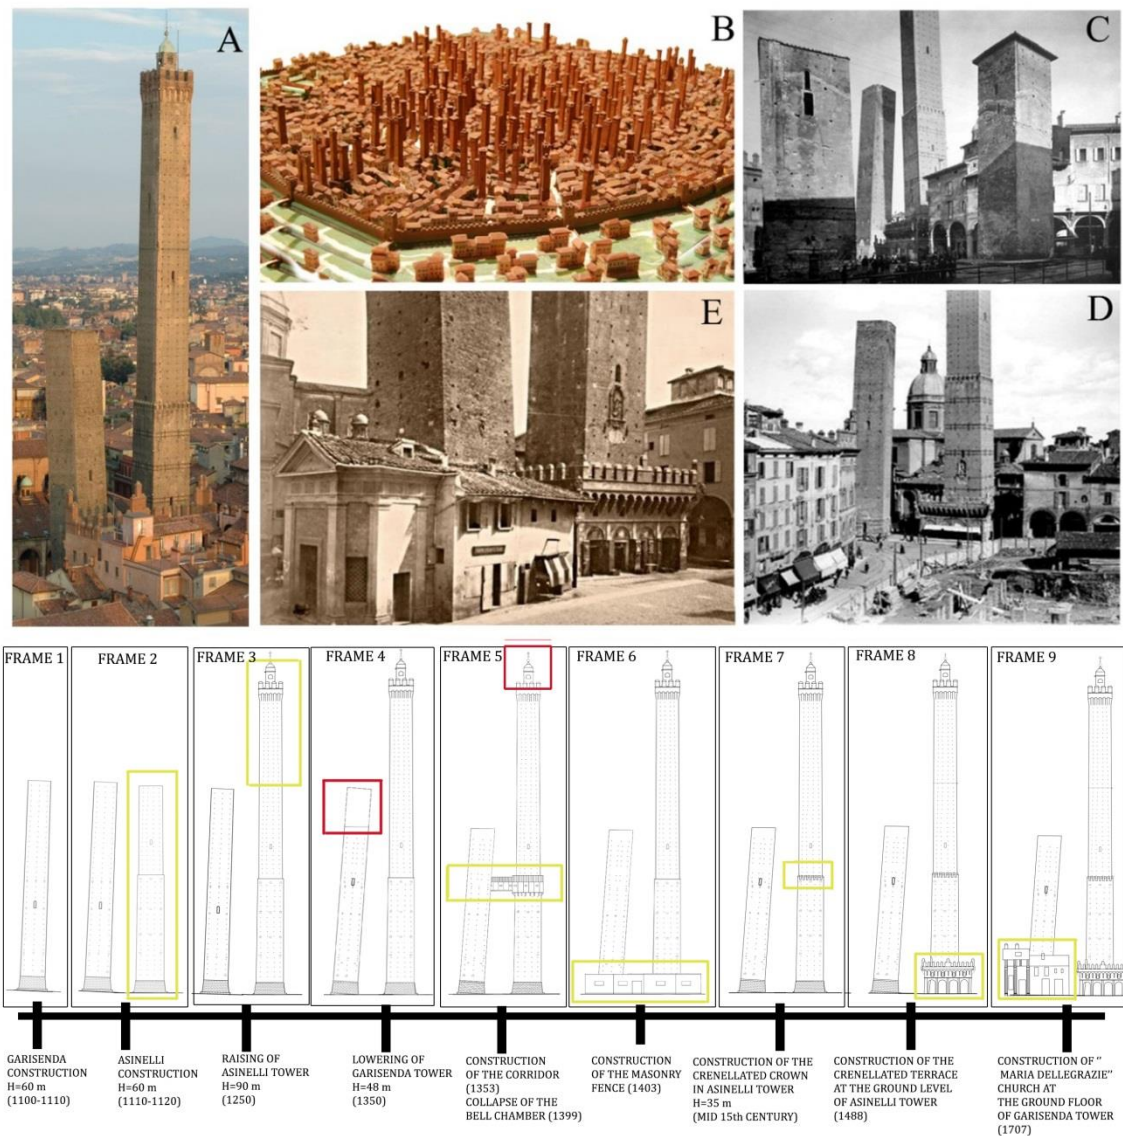 A
B
C
E
D
FRAME 1
FRAME 2
FRAME 3
FRAME 4
FRAME 5
FRAME 6
FRAME 7
FRAME 8
FRAME 9
GARISENDA
CONSTRUCTION
H=60 m
(1100-1110)
ASINELLI
CONSTRUCTION
H=60 m
(1110-1120)
RAISING OF
ASINELLI TOWER
H=90 m
(1250)
LOWERING OF
GARISENDA TOWER
H=48 m
(1350)
CONSTRUCTION
OF THE CORRIDOR
(1353)
COLLAPSE OF THE
BELL CHAMBER (1399)
CONSTRUCTION
OF THE MASONRY
FENCE (1403)
CONSTRUCTION OF THE
CRENELLATED CROWN
IN ASINELLI TOWER
H=35 m
(MID 15th CENTURY)
CONSTRUCTION OF THE
CRENELLATED TERRACE
AT THE GROUND LEVEL
OF ASINELLI TOWER
(1488)
CONSTRUCTION OF "
MARIA DELLEGRAZIE"
CHURCH AT
THE GROUND FLOOR
OF GARISENDA TOWER
(1707)